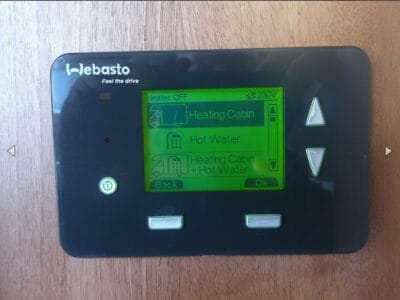 Webasto
Feel the drive
Heater OFF 230V
Heating Cabin
Hot Water
Heating Cabin
+ Hot Water
Back OK